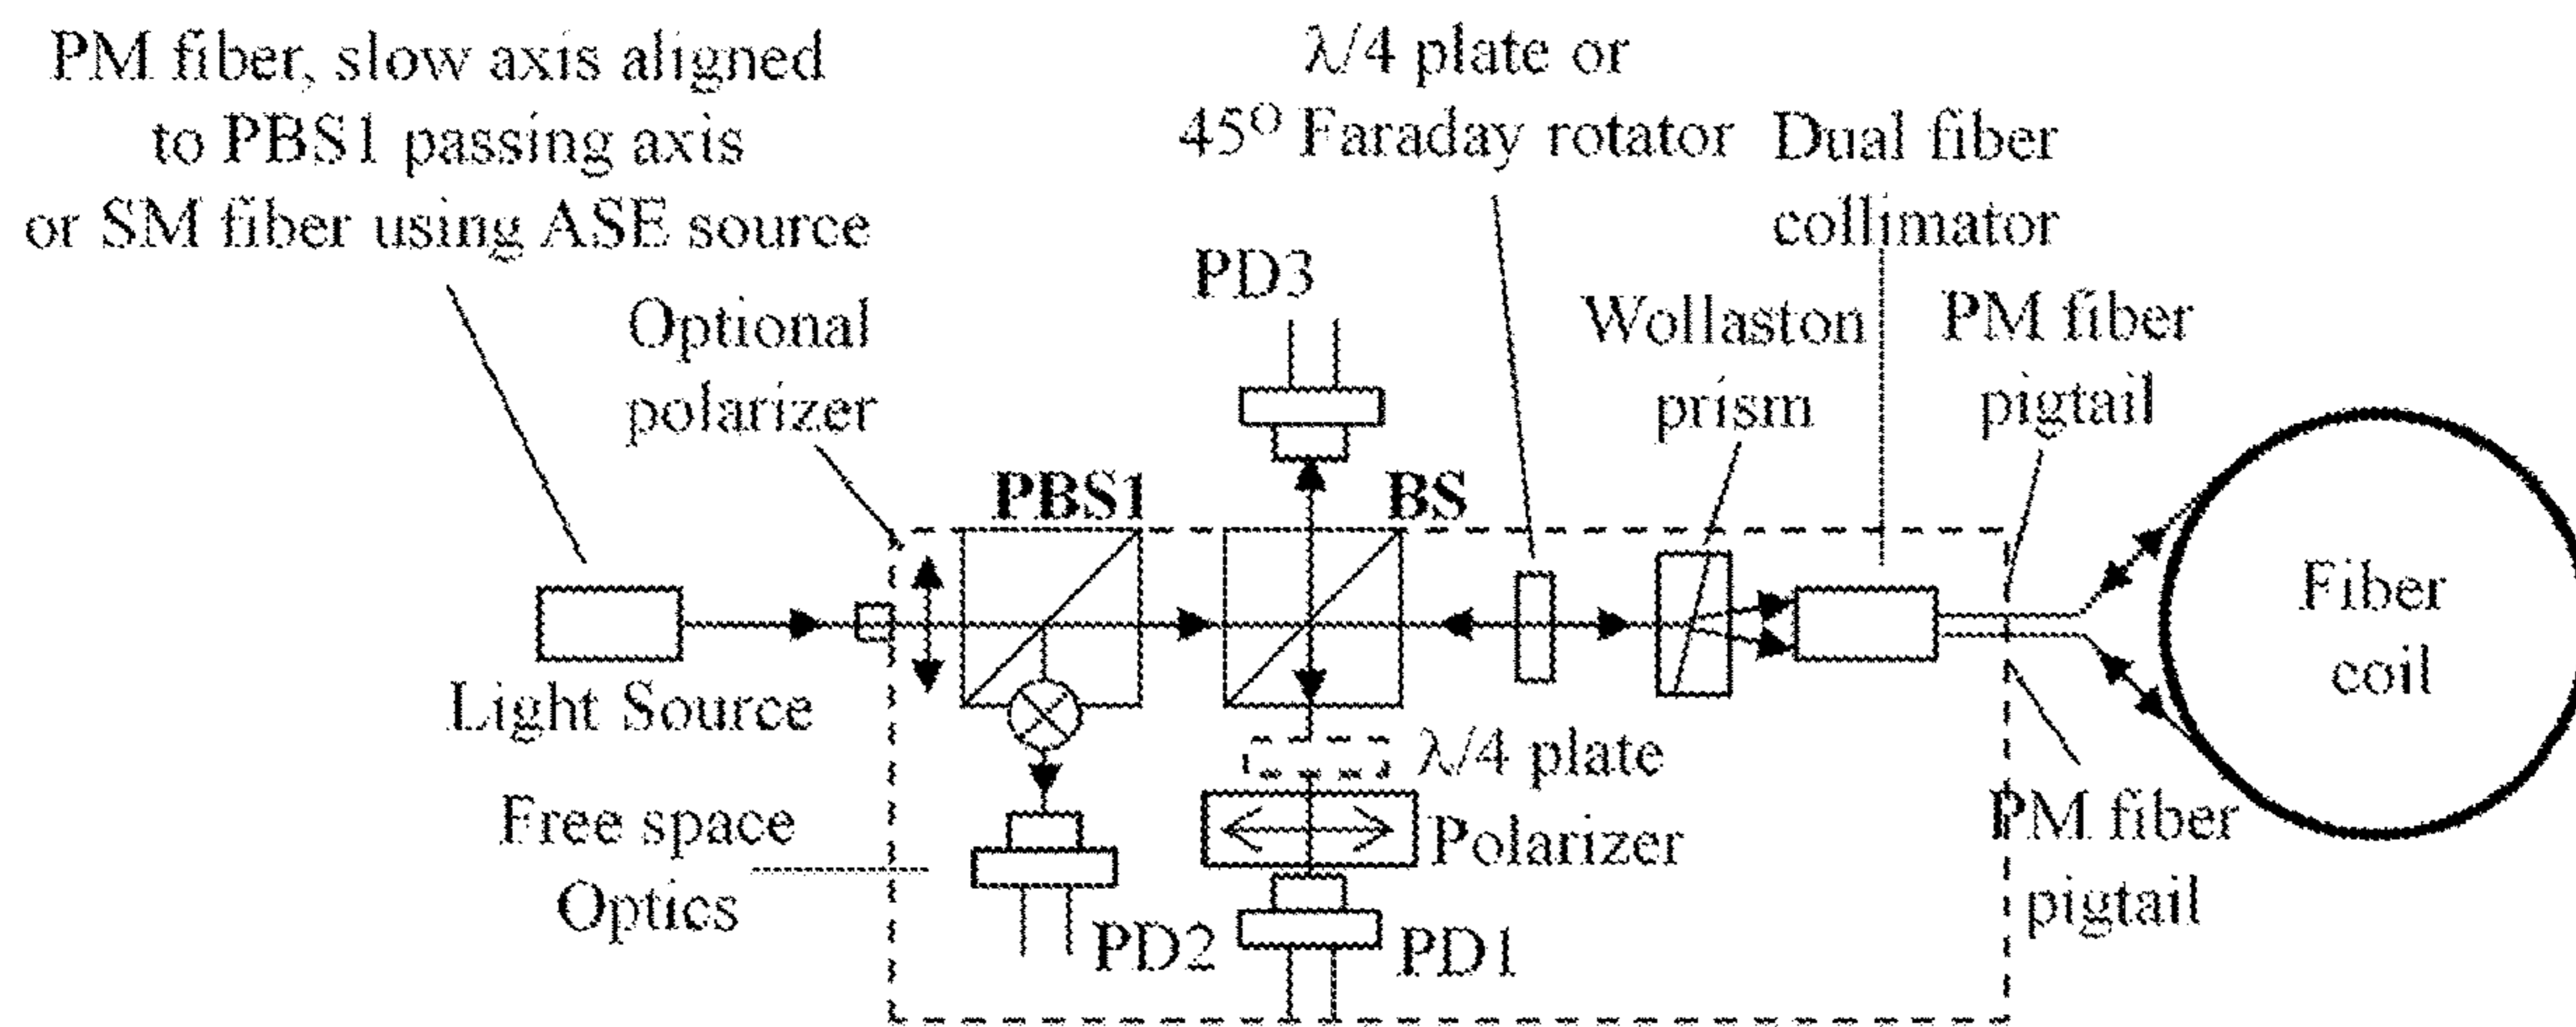 PM fiber, slow axis aligned
to PBS1 passing axis
or SM fiber using ASE source
λ/4 plate or
45° Faraday rotator
Dual fiber
collimator
PD3
Optional
polarizer
Wollaston
prism
PM fiber
pigtail
PBS1
BS
Fiber
coil
Light Source
λ/4 plate
Free space
Optics
Polarizer
PM fiber
pigtail
PD2
PD1